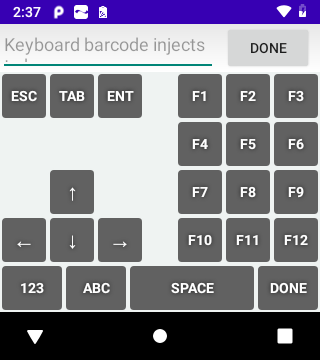 2:37
Keyboard barcode injects
DONE
ESC TAB ENT F1 F2 F3
F4 F5 F6
↑ F7 F8 F9
← ↓ → F10 F11 F12
123 ABC SPACE DONE